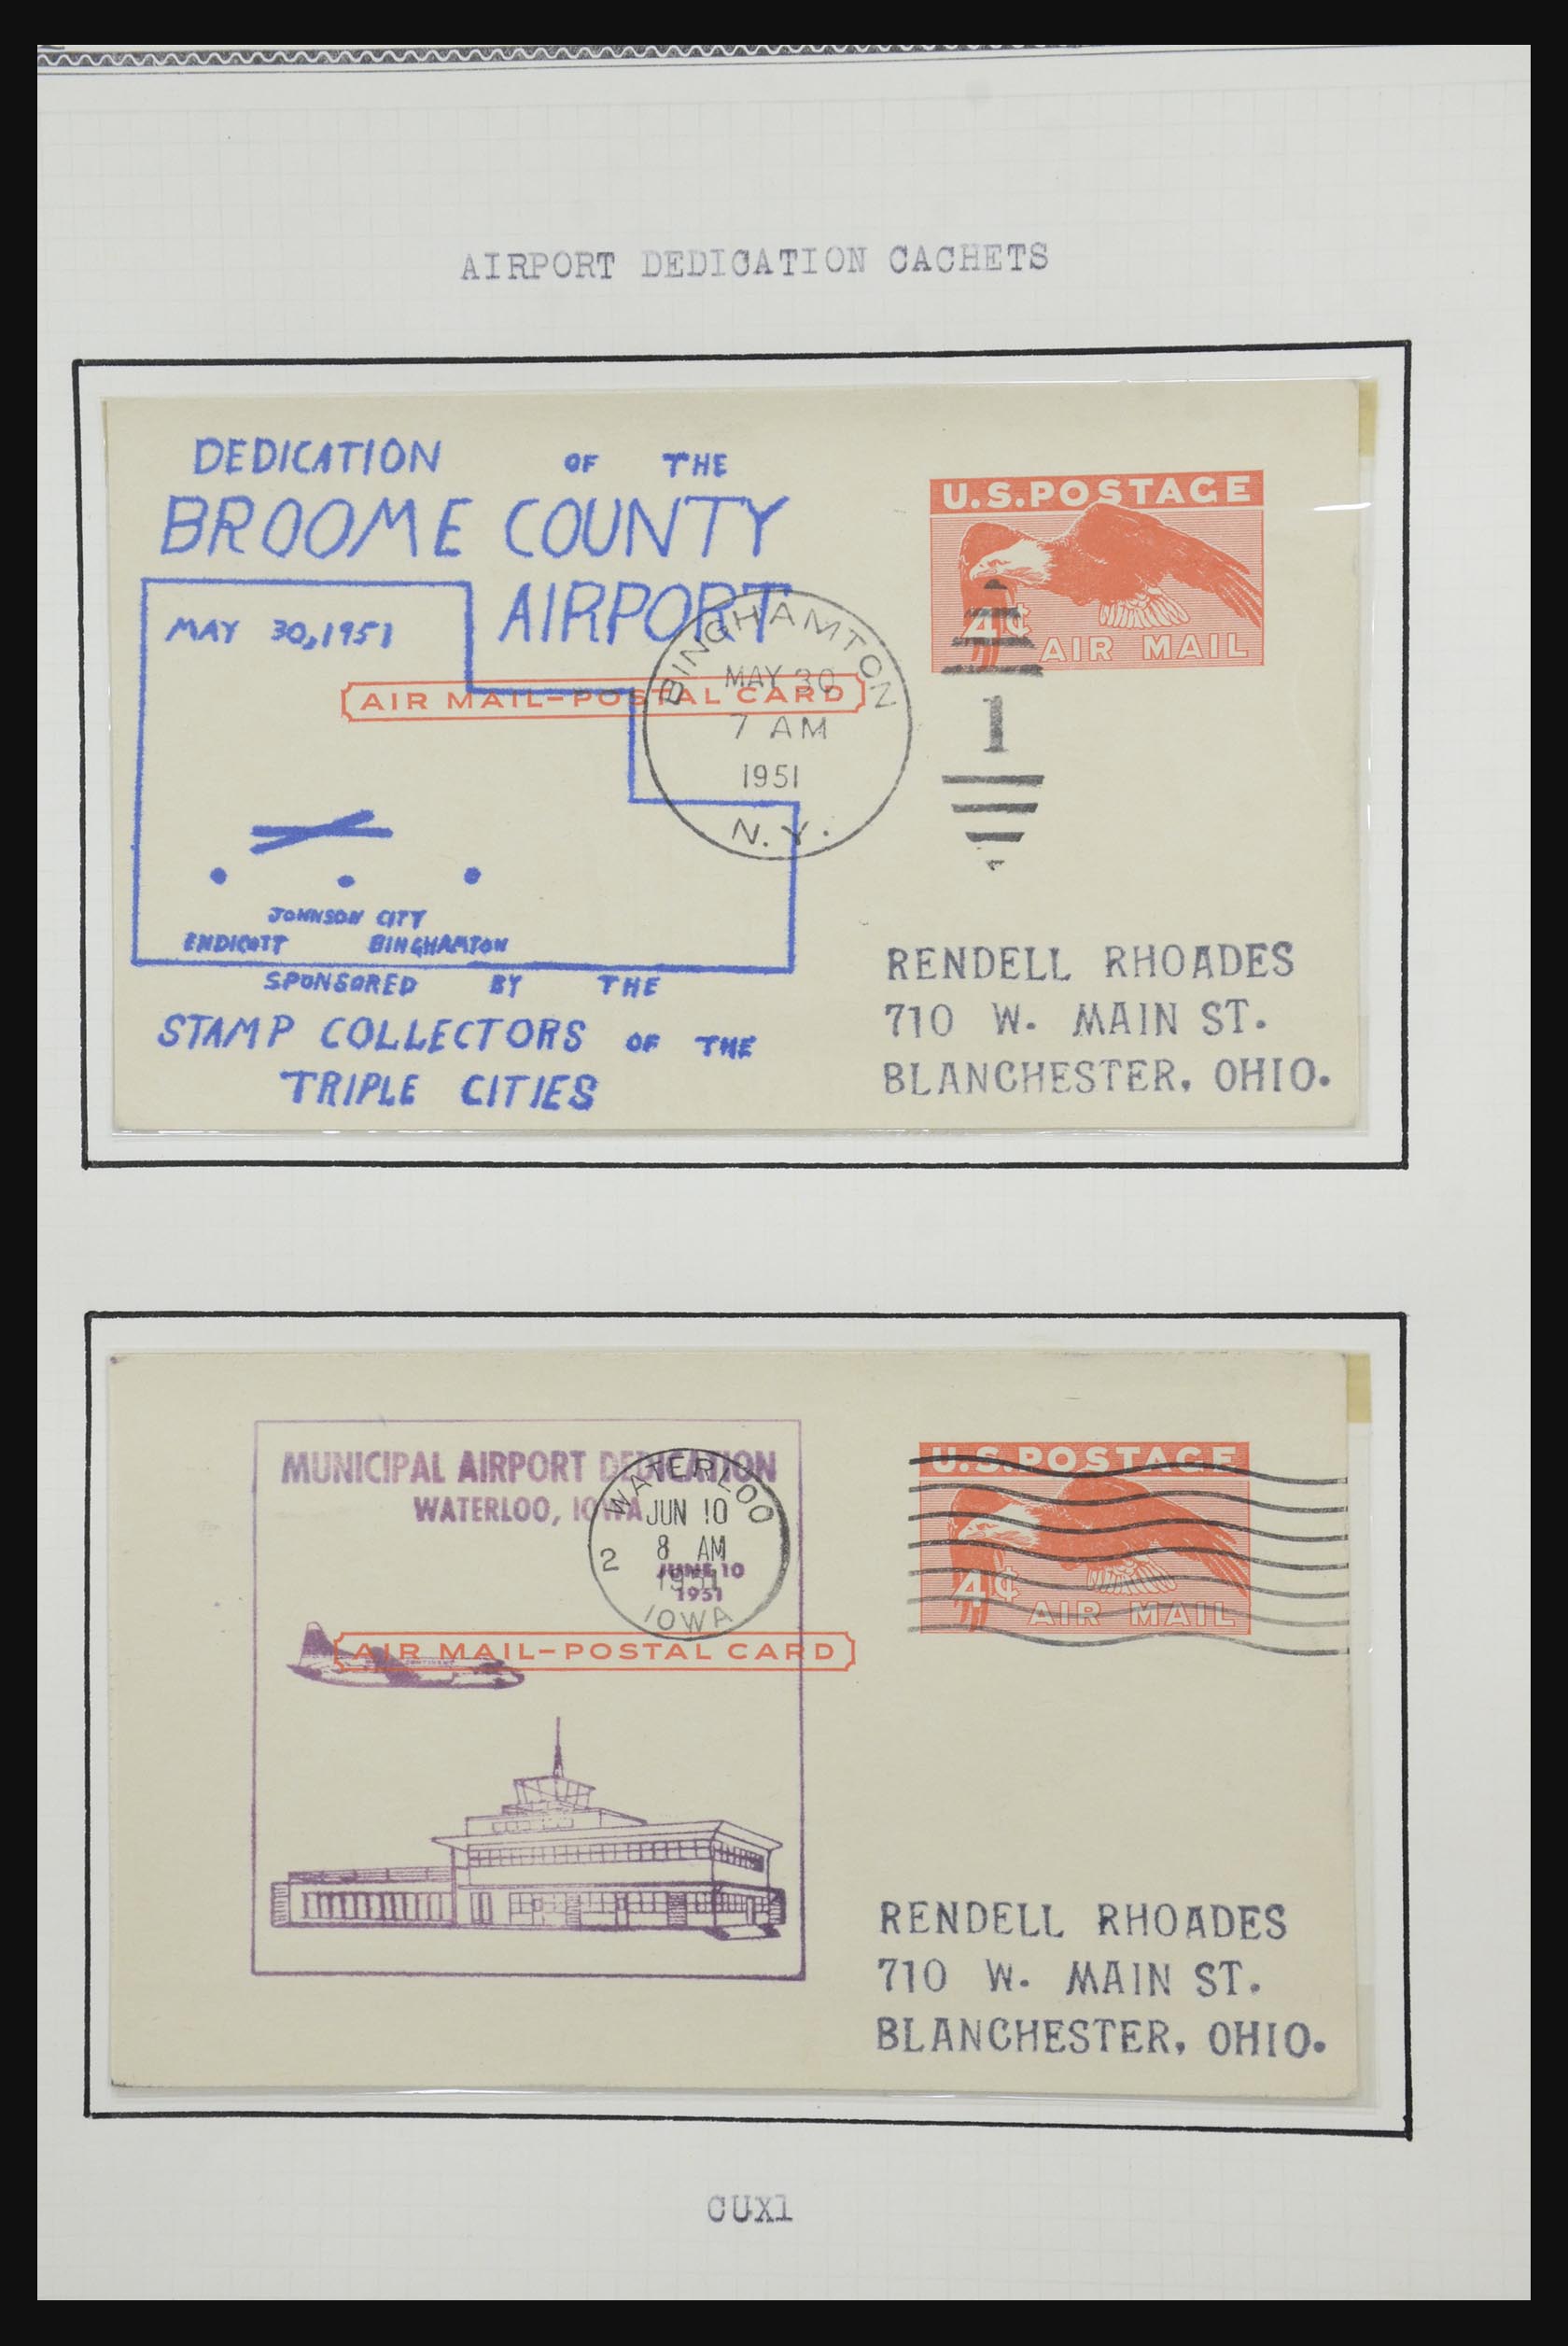 AIRPORT DEDICATION CACHETS
DEDICATION OF THE
BROOME COUNTY
AIRPORT
MAY 30, 1951
JOHNSON CITY
ENDICOTT BINGHAMTON
SPONSORED BY THE
STAMP COLLECTORS OF THE
TRIPLE CITIES
AIR MAIL—POSTAL CARD
BINGHAMTON
MAY 30
7 AM
1951
N.Y.
U.S.POSTAGE
4¢
AIR MAIL
1
RENDELL RHOADES
710 W. MAIN ST.
BLANCHESTER, OHIO.
MUNICIPAL AIRPORT DEDICATION
WATERLOO, IOWA
JUNE 10
1951
WATERLOO
JUN 10
8 AM
2
1951
IOWA
AIR MAIL—POSTAL CARD
U.S.POSTAGE
4¢
AIR MAIL
RENDELL RHOADES
710 W. MAIN ST.
BLANCHESTER, OHIO.
CUX1